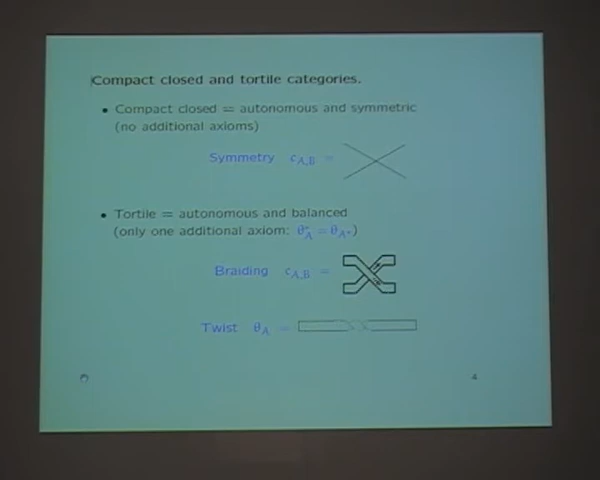 Compact closed and tortile categories.
• Compact closed = autonomous and symmetric
(no additional axioms)
Symmetry c_{A,B} =
• Tortile = autonomous and balanced
(only one additional axiom: θ*_A = θ_{A*})
Braiding c_{A,B} =
Twist θ_A =
4